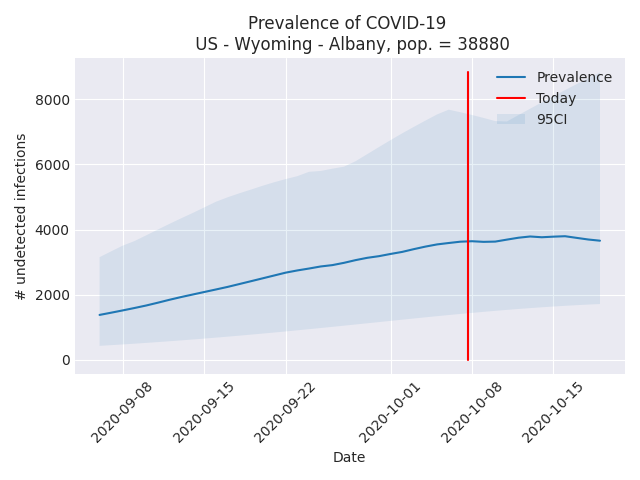 Prevalence of COVID-19
US - Wyoming - Albany, pop. = 38880
Prevalence
Today
95CI
8000
6000
4000
2000
0
# undetected infections
2020-09-08
2020-09-15
2020-09-22
2020-10-01
2020-10-08
2020-10-15
Date